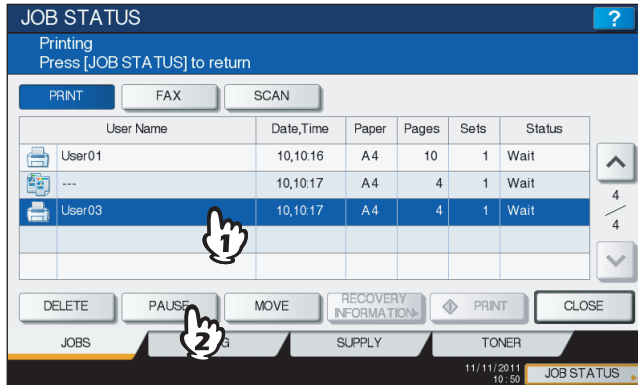 JOB STATUS
?
Printing
Press [JOB STATUS] to return
PRINT FAX SCAN
User Name Date,Time Paper Pages Sets Status
User01 10,10:16 A4 10 1 Wait
--- 10,10:17 A4 4 1 Wait
User03 10,10:17 A4 4 1 Wait
1
4
4
DELETE PAUSE MOVE RECOVERY INFORMATION PRINT CLOSE
2
JOBS G SUPPLY TONER
11/11/2011
10:50
JOB STATUS